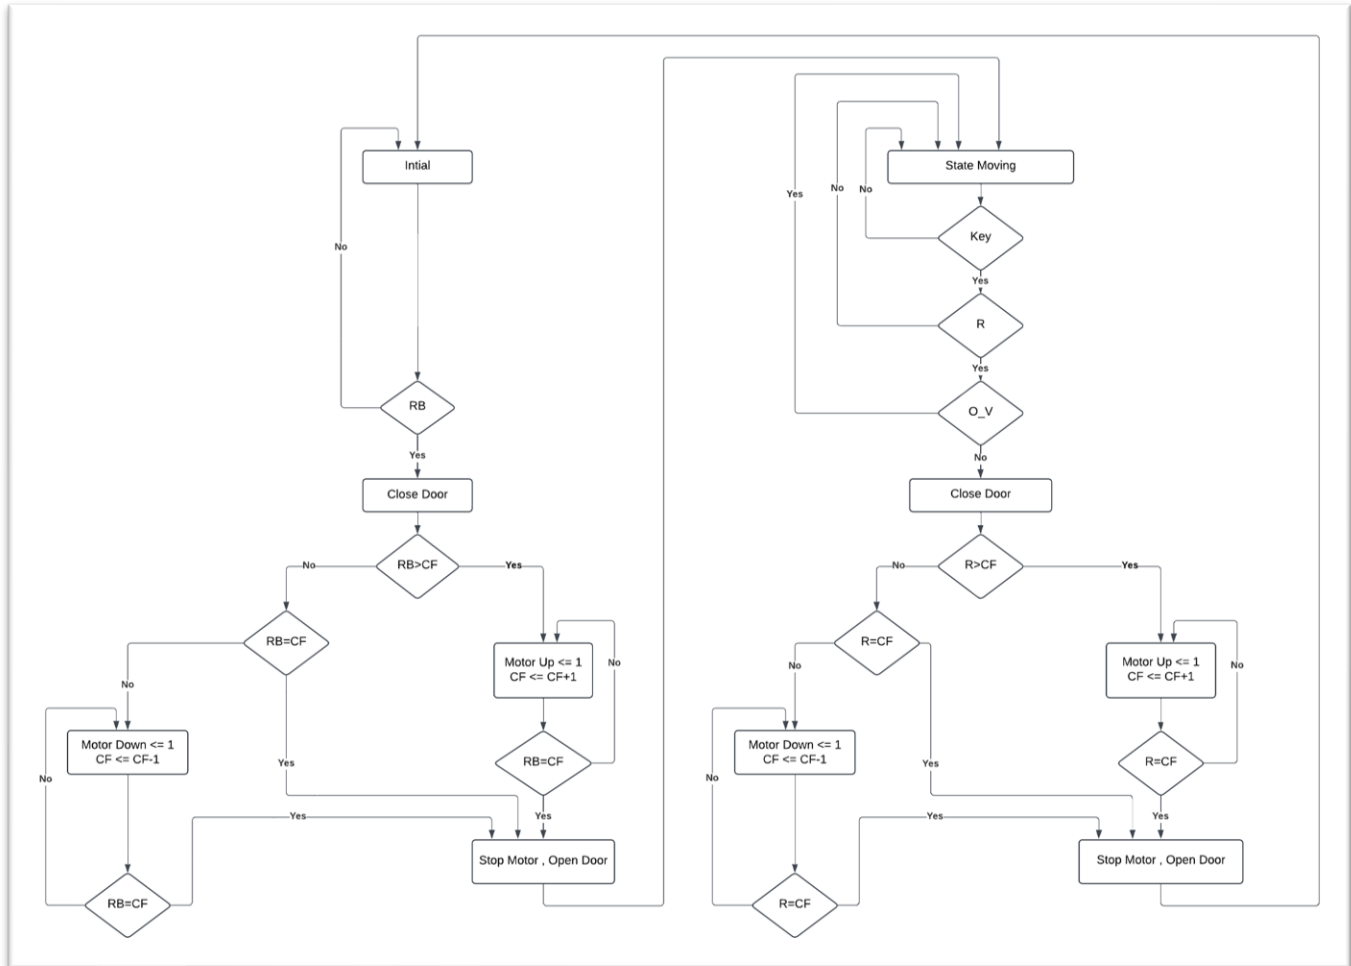 Intial
No
RB
Yes
Close Door
RB>CF
No
Yes
RB=CF
No
Yes
Motor Down <= 1
CF <= CF-1
No
RB=CF
Yes
Motor Up <= 1
CF <= CF+1
No
RB=CF
Yes
Stop Motor , Open Door
State Moving
Yes
No
No
Key
Yes
R
Yes
O_V
No
Close Door
R>CF
No
Yes
R=CF
No
Yes
Motor Down <= 1
CF <= CF-1
No
R=CF
Yes
Motor Up <= 1
CF <= CF+1
No
R=CF
Yes
Stop Motor , Open Door